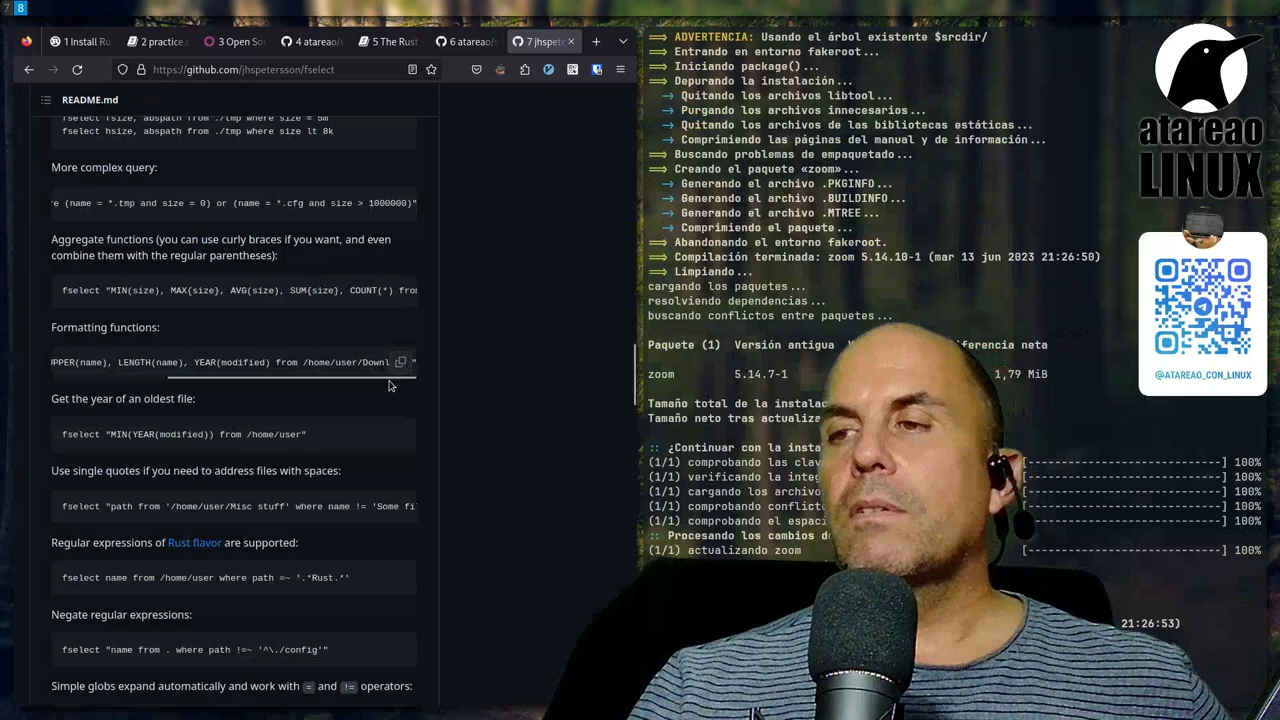 7 8
1 Install Ru
2 practice.
3 Open So
4 atareao/s
5 The Rust
6 atareao/
7 jhspete
https://github.com/jhspetersson/fselect
README.md
fselect fsize, abspath from ./tmp where size = 5m
fselect hsize, abspath from ./tmp where size lt 8k
More complex query:
(name = *.tmp and size = 0) or (name = *.cfg and size > 1000000)"
Aggregate functions (you can use curly braces if you want, and even
combine them with the regular parentheses):
fselect "MIN(size), MAX{size}, AVG(size), SUM{size}, COUNT(*) from
Formatting functions:
UPPER(name), LENGTH(name), YEAR(modified) from /home/user/Downl
Get the year of an oldest file:
fselect "MIN(YEAR(modified)) from /home/user"
Use single quotes if you need to address files with spaces:
fselect "path from '/home/user/Misc stuff' where name != 'Some fi
Regular expressions of Rust flavor are supported:
fselect name from /home/user where path =~ '.*Rust.*'
Negate regular expressions:
fselect "name from . where path !=~ '^\./config'"
Simple globs expand automatically and work with = and != operators:
==> ADVERTENCIA: Usando el árbol existente $srcdir/
==> Entrando en entorno fakeroot...
==> Iniciando package()...
==> Depurando la instalación...
-> Quitando los archivos libtool...
-> Purgando los archivos innecesarios...
-> Quitando los archivos de las bibliotecas estáticas...
-> Comprimiendo las páginas del manual y de información...
==> Buscando problemas de empaquetado...
==> Creando el paquete «zoom»...
-> Generando el archivo .PKGINFO...
-> Generando el archivo .BUILDINFO...
-> Generando el archivo .MTREE...
-> Comprimiendo el paquete...
==> Abandonando el entorno fakeroot.
==> Compilación terminada: zoom 5.14.10-1 (mar 13 jun 2023 21:26:50)
==> Limpiando...
cargando los paquetes...
resolviendo dependencias...
buscando conflictos entre paquetes...
Paquete (1) Versión antigua V iferencia neta
zoom 5.14.7-1 1,79 MiB
Tamaño total de la instalac
Tamaño neto tras actualiza
:: ¿Continuar con la insta
(1/1) comprobando las clav [----------------------------] 100%
(1/1) verificando la integ [----------------------------] 100%
(1/1) cargando los archivo [----------------------------] 100%
(1/1) comprobando conflict [----------------------------] 100%
(1/1) comprobando el espaci [----------------------------] 100%
:: Procesando los cambios d
(1/1) actualizando zoom [----------------------------] 100%
21:26:53)
atareao
LINUX
@ATAREAO_CON_LINUX